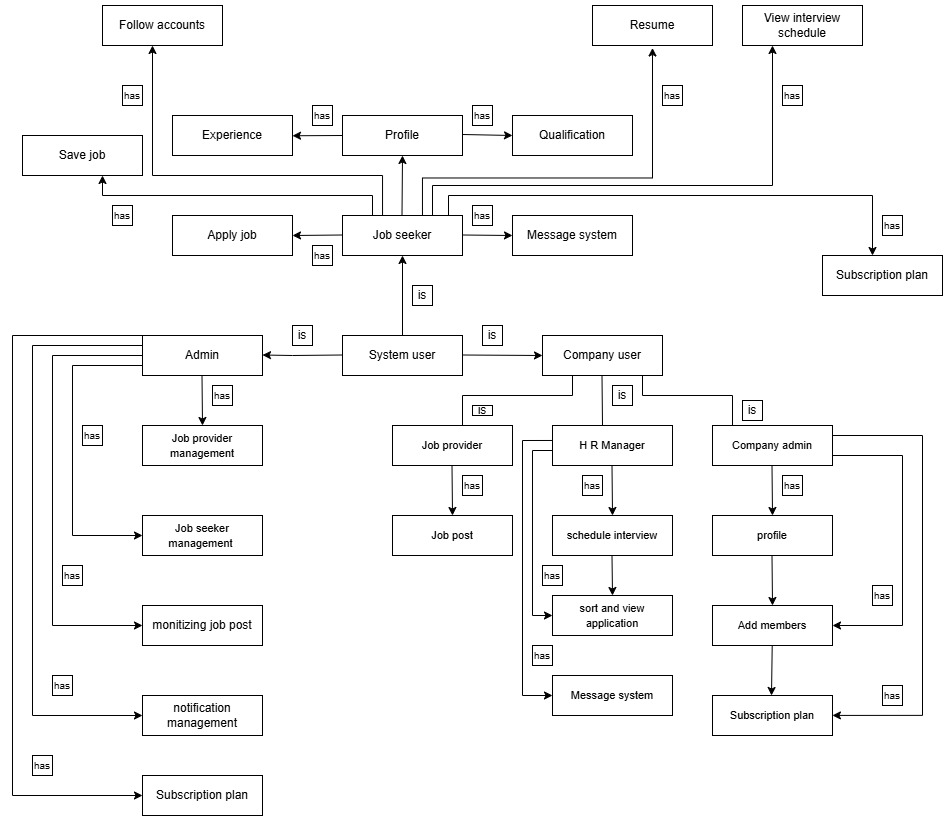 Follow accounts
Resume
View interview
schedule
has
has
has
has
has
Experience
Profile
Qualification
Save job
has
has
has
Apply job
Job seeker
Message system
has
Subscription plan
is
is
is
Admin
System user
Company user
has
is
is
is
has
Job provider
management
Job provider
H R Manager
Company admin
has
has
has
Job seeker
management
Job post
schedule interview
profile
has
has
has
monitizing job post
sort and view
application
Add members
has
has
has
notification
management
Message system
Subscription plan
has
Subscription plan